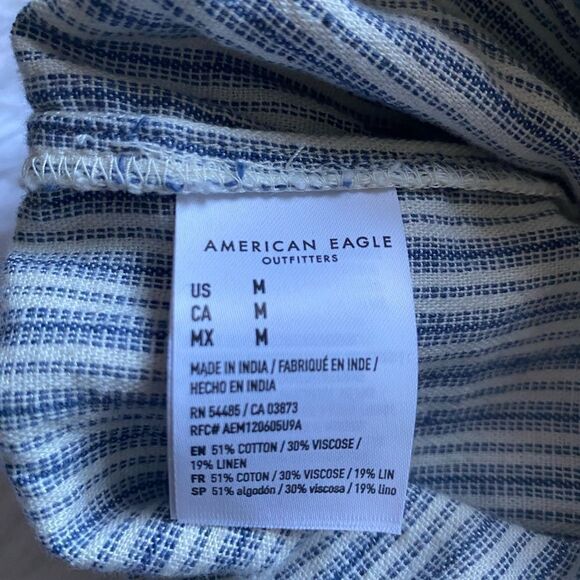 AMERICAN EAGLE
OUTFITTERS
US M
CA M
MX M
MADE IN INDIA / FABRIQUÉ EN INDE /
HECHO EN INDIA
RN 54485 / CA 03873
RFC# AEM120605U9A
EN 51% COTTON / 30% VISCOSE /
19% LINEN
FR 51% COTON / 30% VISCOSE / 19% LIN
SP 51% algodón / 30% viscosa / 19% lino